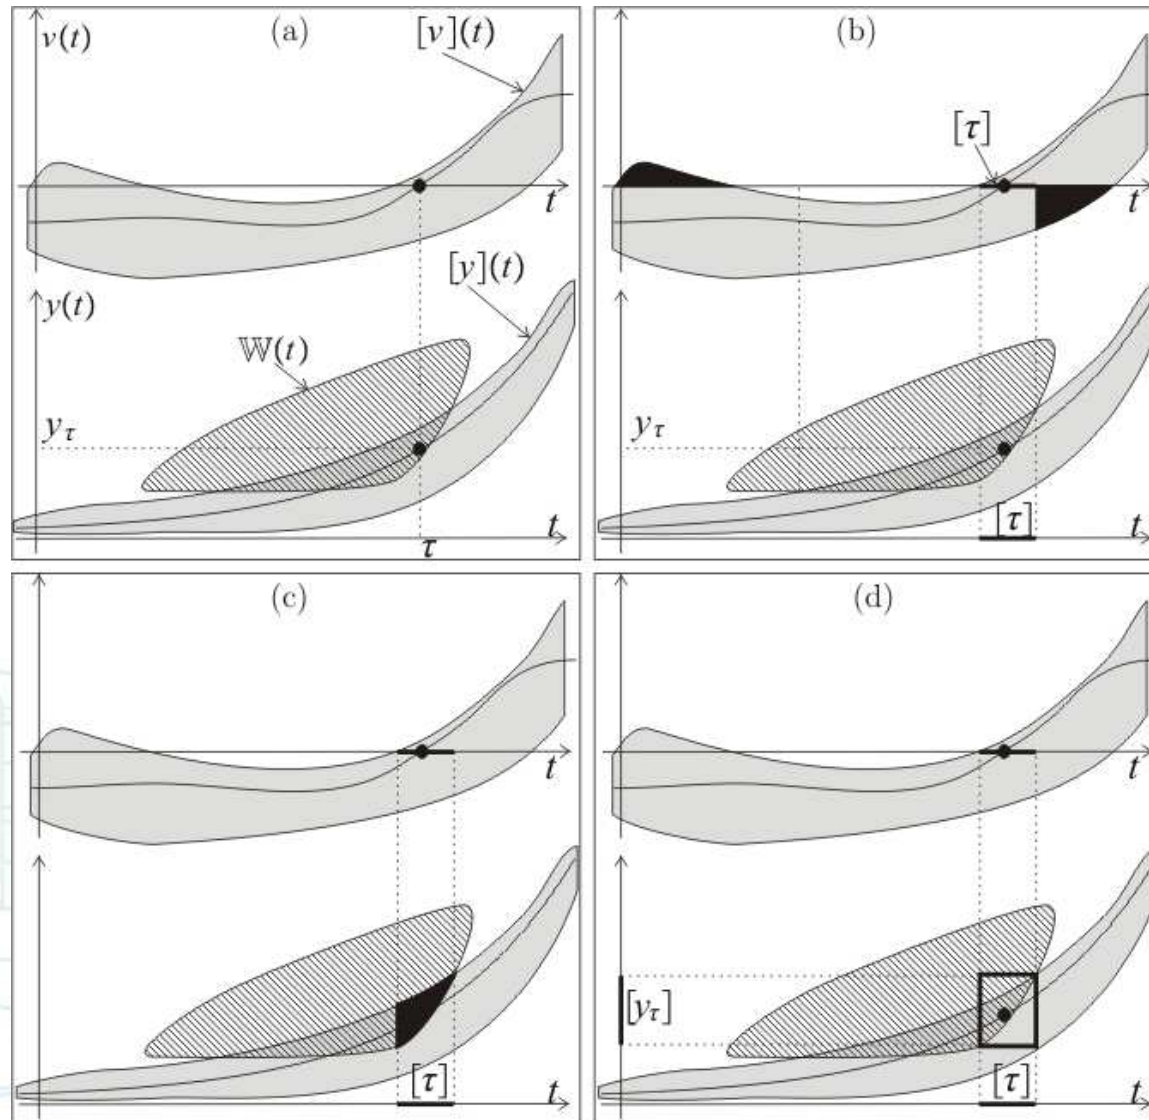 (a)
v(t)
[v](t)
t
y(t)
[y](t)
𝕎(t)
y_τ
τ
t
(b)
[τ]
t
y_τ
[τ]
t
(c)
t
[τ]
t
(d)
t
[y_τ]
[τ]
t